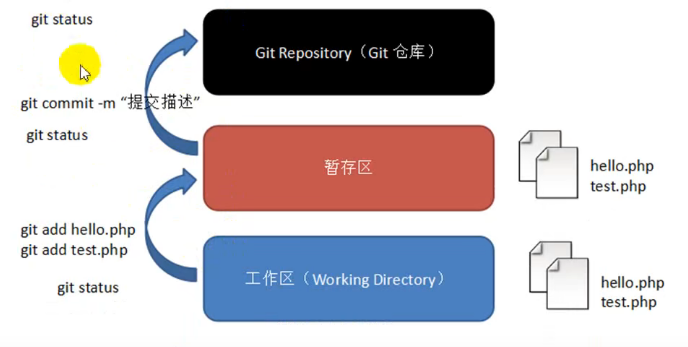 git status
Git Repository（Git 仓库）
git commit -m “提交描述”
git status
暂存区
hello.php
test.php
git add hello.php
git add test.php
git status
工作区（Working Directory）
hello.php
test.php